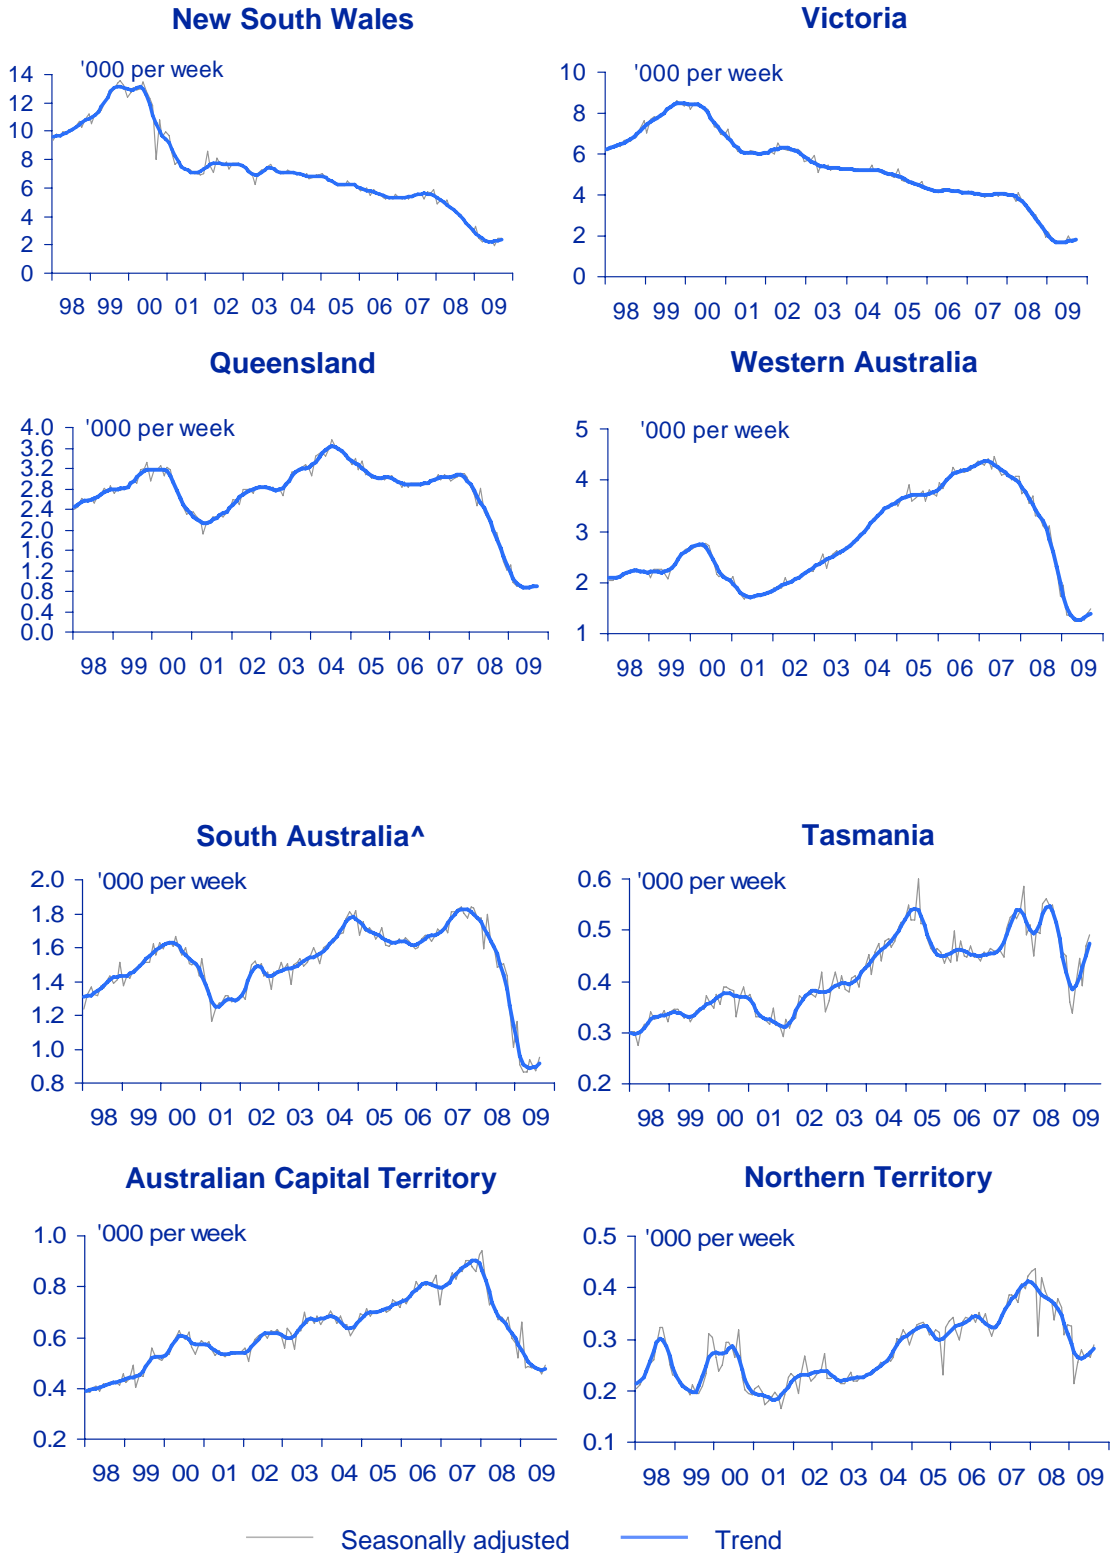 New South Wales
'000 per week
14
12
10
8
6
4
2
0
98 99 00 01 02 03 04 05 06 07 08 09
Victoria
'000 per week
10
8
6
4
2
0
98 99 00 01 02 03 04 05 06 07 08 09
Queensland
'000 per week
4.0
3.6
3.2
2.8
2.4
2.0
1.6
1.2
0.8
0.4
0.0
98 99 00 01 02 03 04 05 06 07 08 09
Western Australia
'000 per week
5
4
3
2
1
98 99 00 01 02 03 04 05 06 07 08 09
South Australia^
'000 per week
2.0
1.8
1.6
1.4
1.2
1.0
0.8
98 99 00 01 02 03 04 05 06 07 08 09
Tasmania
'000 per week
0.6
0.5
0.4
0.3
0.2
98 99 00 01 02 03 04 05 06 07 08 09
Australian Capital Territory
'000 per week
1.0
0.8
0.6
0.4
0.2
98 99 00 01 02 03 04 05 06 07 08 09
Northern Territory
'000 per week
0.5
0.4
0.3
0.2
0.1
98 99 00 01 02 03 04 05 06 07 08 09
Seasonally adjusted
Trend